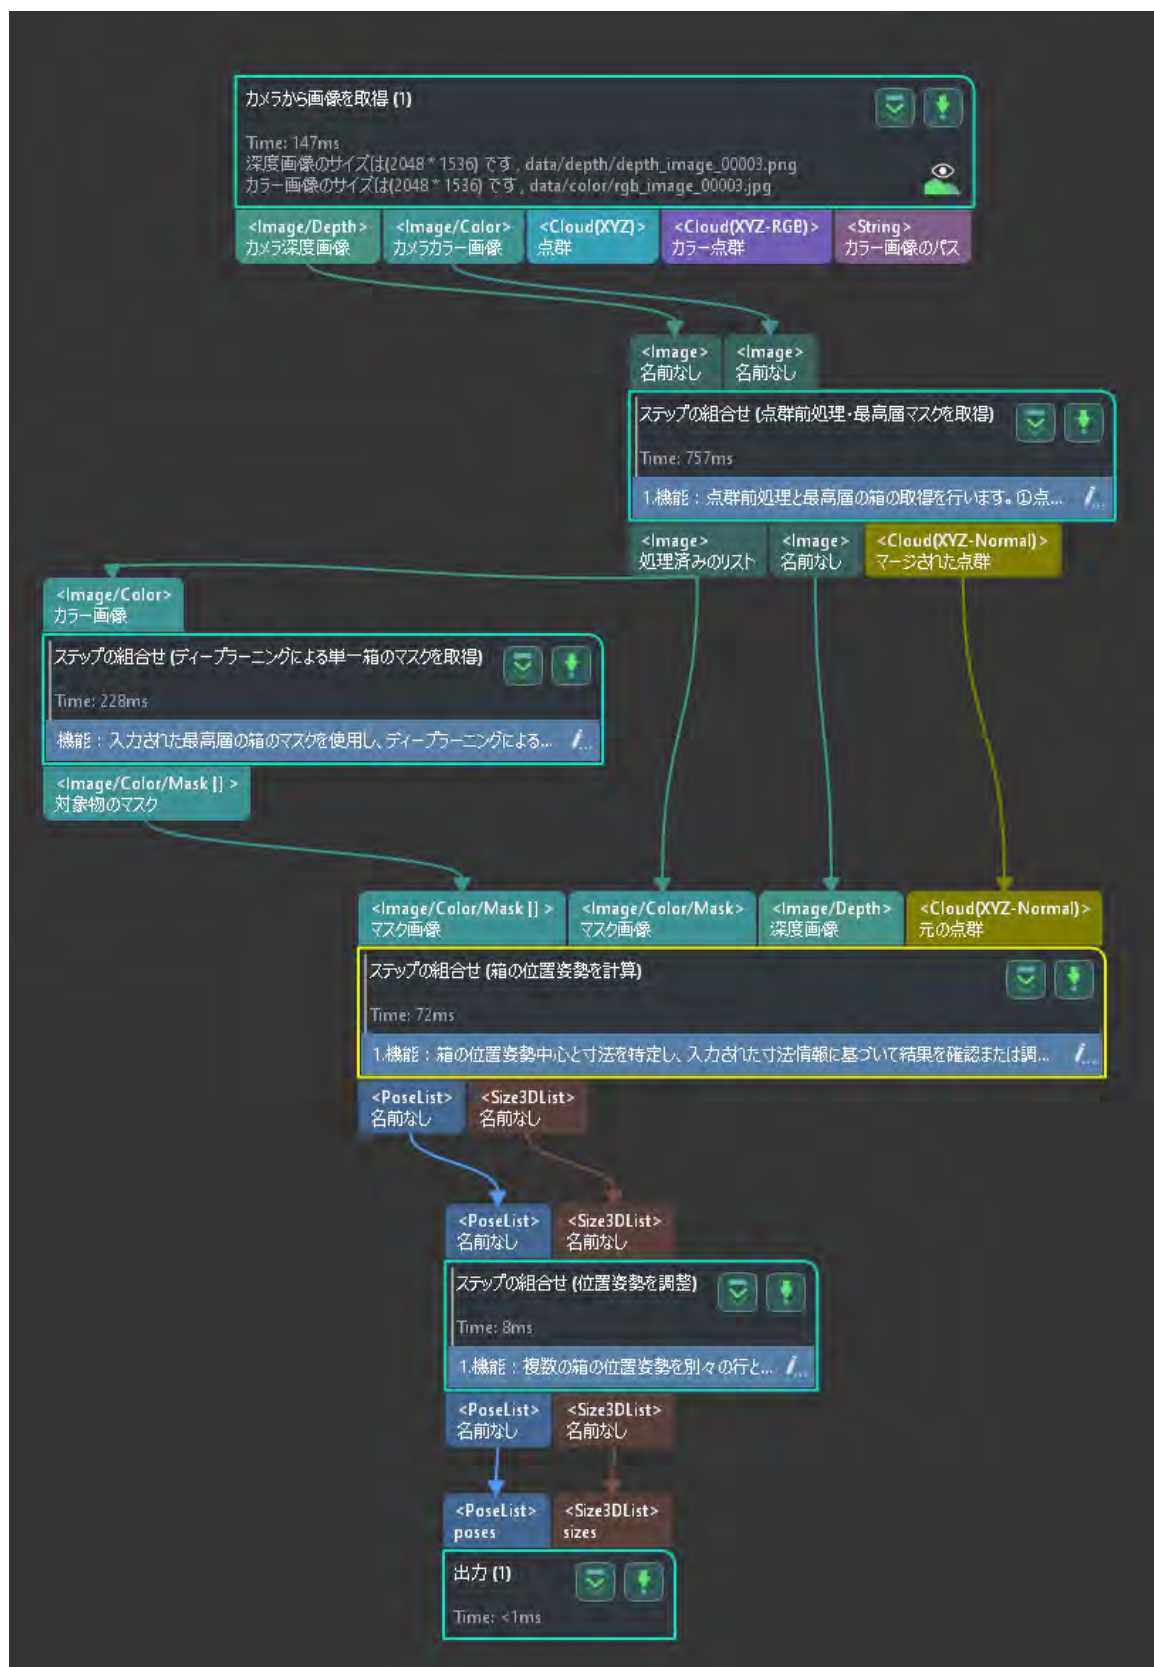 カメラから画像を取得 (1)
Time: 147ms
深度画像のサイズは(2048 * 1536) です , data/depth/depth_image_00003.png
カラー画像のサイズは(2048 * 1536) です , data/color/rgb_image_00003.jpg
<Image/Depth> <Image/Color> <Cloud(XYZ)> <Cloud(XYZ-RGB)> <String>
カメラ深度画像 カメラカラー画像 点群 カラー点群 カラー画像のパス
<Image> <Image>
名前なし 名前なし
ステップの組合せ (点群前処理・最高層マスクを取得)
Time: 757ms
1.機能：点群前処理と最高層の箱の取得を行います。①点...
<Image> <Image> <Cloud(XYZ-Normal)>
処理済みのリスト 名前なし マージされた点群
<Image/Color>
カラー画像
ステップの組合せ (ディープラーニングによる単一箱のマスクを取得)
Time: 228ms
機能：入力された最高層の箱のマスクを使用し、ディープラーニングによる...
<Image/Color/Mask [] >
対象物のマスク
<Image/Color/Mask [] > <Image/Color/Mask> <Image/Depth> <Cloud(XYZ-Normal)>
マスク画像 マスク画像 深度画像 元の点群
ステップの組合せ (箱の位置姿勢を計算)
Time: 72ms
1.機能：箱の位置姿勢中心と寸法を特定し、入力された寸法情報に基づいて結果を確認または調...
<PoseList> <Size3DList>
名前なし 名前なし
<PoseList> <Size3DList>
名前なし 名前なし
ステップの組合せ (位置姿勢を調整)
Time: 8ms
1.機能：複数の箱の位置姿勢を別々の行と...
<PoseList> <Size3DList>
名前なし 名前なし
<PoseList> <Size3DList>
poses sizes
出力 (1)
Time: <1ms